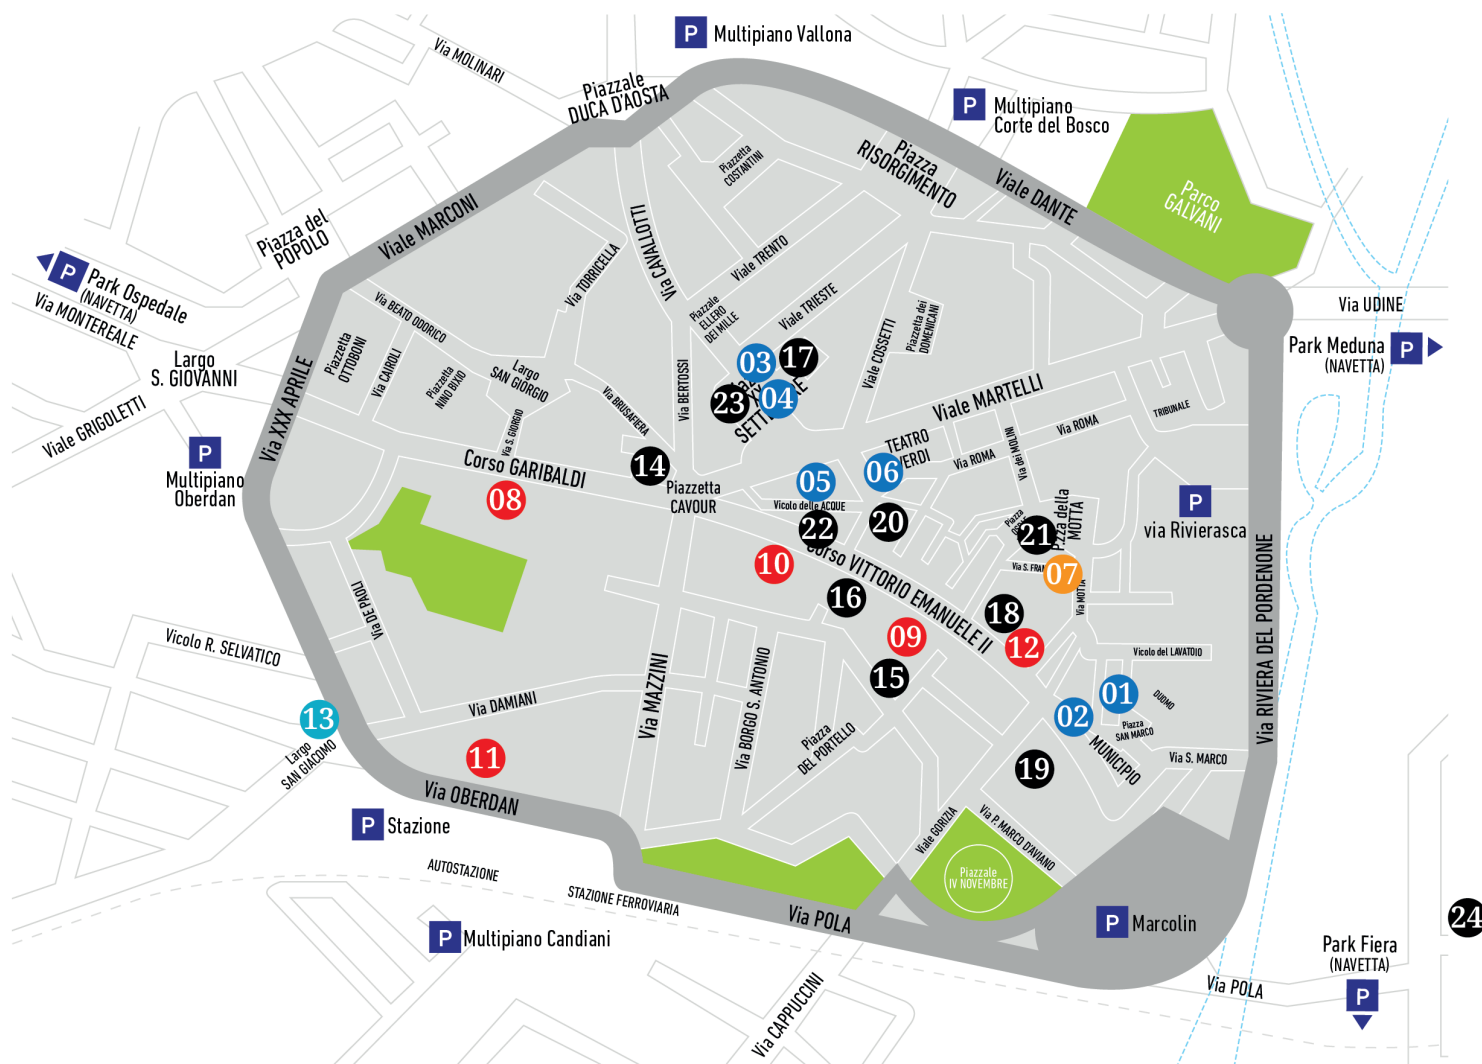 P Multipiano Vallona
Via MOLINARI
Piazzale
DUCA D'AOSTA
P Multipiano
Corte del Bosco
Piazzetta
COSTANTINI
Piazza
RISORGIMENTO
Viale DANTE
Parco
GALVANI
Viale MARCONI
Piazza del
POPOLO
P Park Ospedale
(NAVETTA)
Via MONTEREALE
Via CAVALLOTTI
Via TORRICELLA
Viale TRENTO
Viale TRIESTE
Piazzale
ELLERO
DEI MILLE
Via BEATO ODORICO
Via UDINE
Park Meduna P
(NAVETTA)
Piazzetta
OTTOBONI
Via CAIROLI
Piazzetta
NINO BIXIO
Largo
SAN GIORGIO
Via S. GIORGIO
Via BRUSAFIERA
Via BERTOSSI
Viale COSSETTI
Piazzetta dei
DOMENICANI
Largo
S. GIOVANNI
Viale GRIGOLETTI
Via XXX APRILE
03
17
23
04
Viale MARTELLI
TRIBUNALE
Via ROMA
Via ROMA
Via dei MOLINI
TEATRO
VERDI
P
Multipiano
Oberdan
Corso GARIBALDI
14
08
Piazzetta
CAVOUR
05
06
Vicolo delle ACQUE
22
20
21
P.zza della
MOTTA
P
via Rivierasca
07
Via MOTTA
10
Corso VITTORIO EMANUELE II
16
18
09
12
15
Vicolo del LAVATOIO
Via DE PAOLI
Vicolo R. SELVATICO
Via MAZZINI
Via BORGO S. ANTONIO
Via DAMIANI
Piazza
DEL PORTELLO
01
02
DUOMO
Piazza
SAN MARCO
MUNICIPIO
Via S. MARCO
Via RIVIERA DEL PORDENONE
13
Largo
SAN GIACOMO
11
19
Via OBERDAN
P Stazione
Viale GORIZIA
Via P. MARCO D'AVIANO
Piazzale
IV NOVEMBRE
AUTOSTAZIONE
STAZIONE FERROVIARIA
Via POLA
P Marcolin
24
P Multipiano Candiani
Park Fiera
(NAVETTA)
P
Via POLA
Via CAPPUCCINI